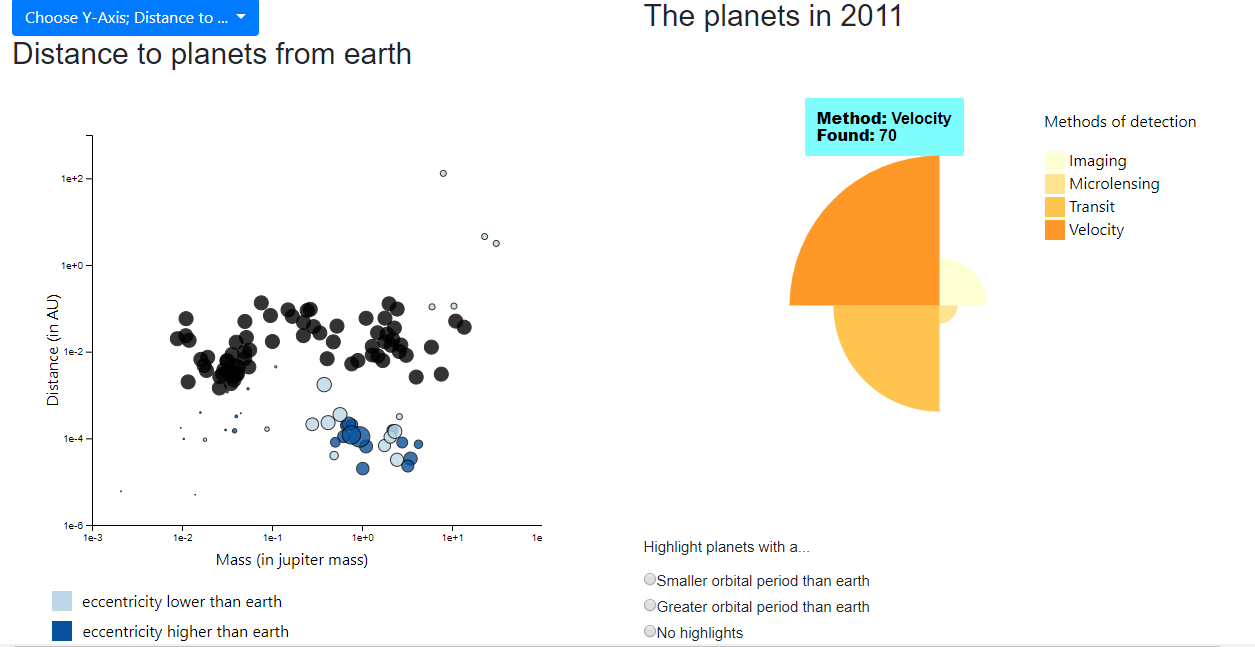 Choose Y-Axis; Distance to ...
Distance to planets from earth
1e+2
1e+0
1e-2
1e-4
1e-6
Distance (in AU)
1e-3
1e-2
1e-1
1e+0
1e+1
1e
Mass (in jupiter mass)
eccentricity lower than earth
eccentricity higher than earth
The planets in 2011
Method: Velocity
Found: 70
Methods of detection
Imaging
Microlensing
Transit
Velocity
Highlight planets with a...
Smaller orbital period than earth
Greater orbital period than earth
No highlights